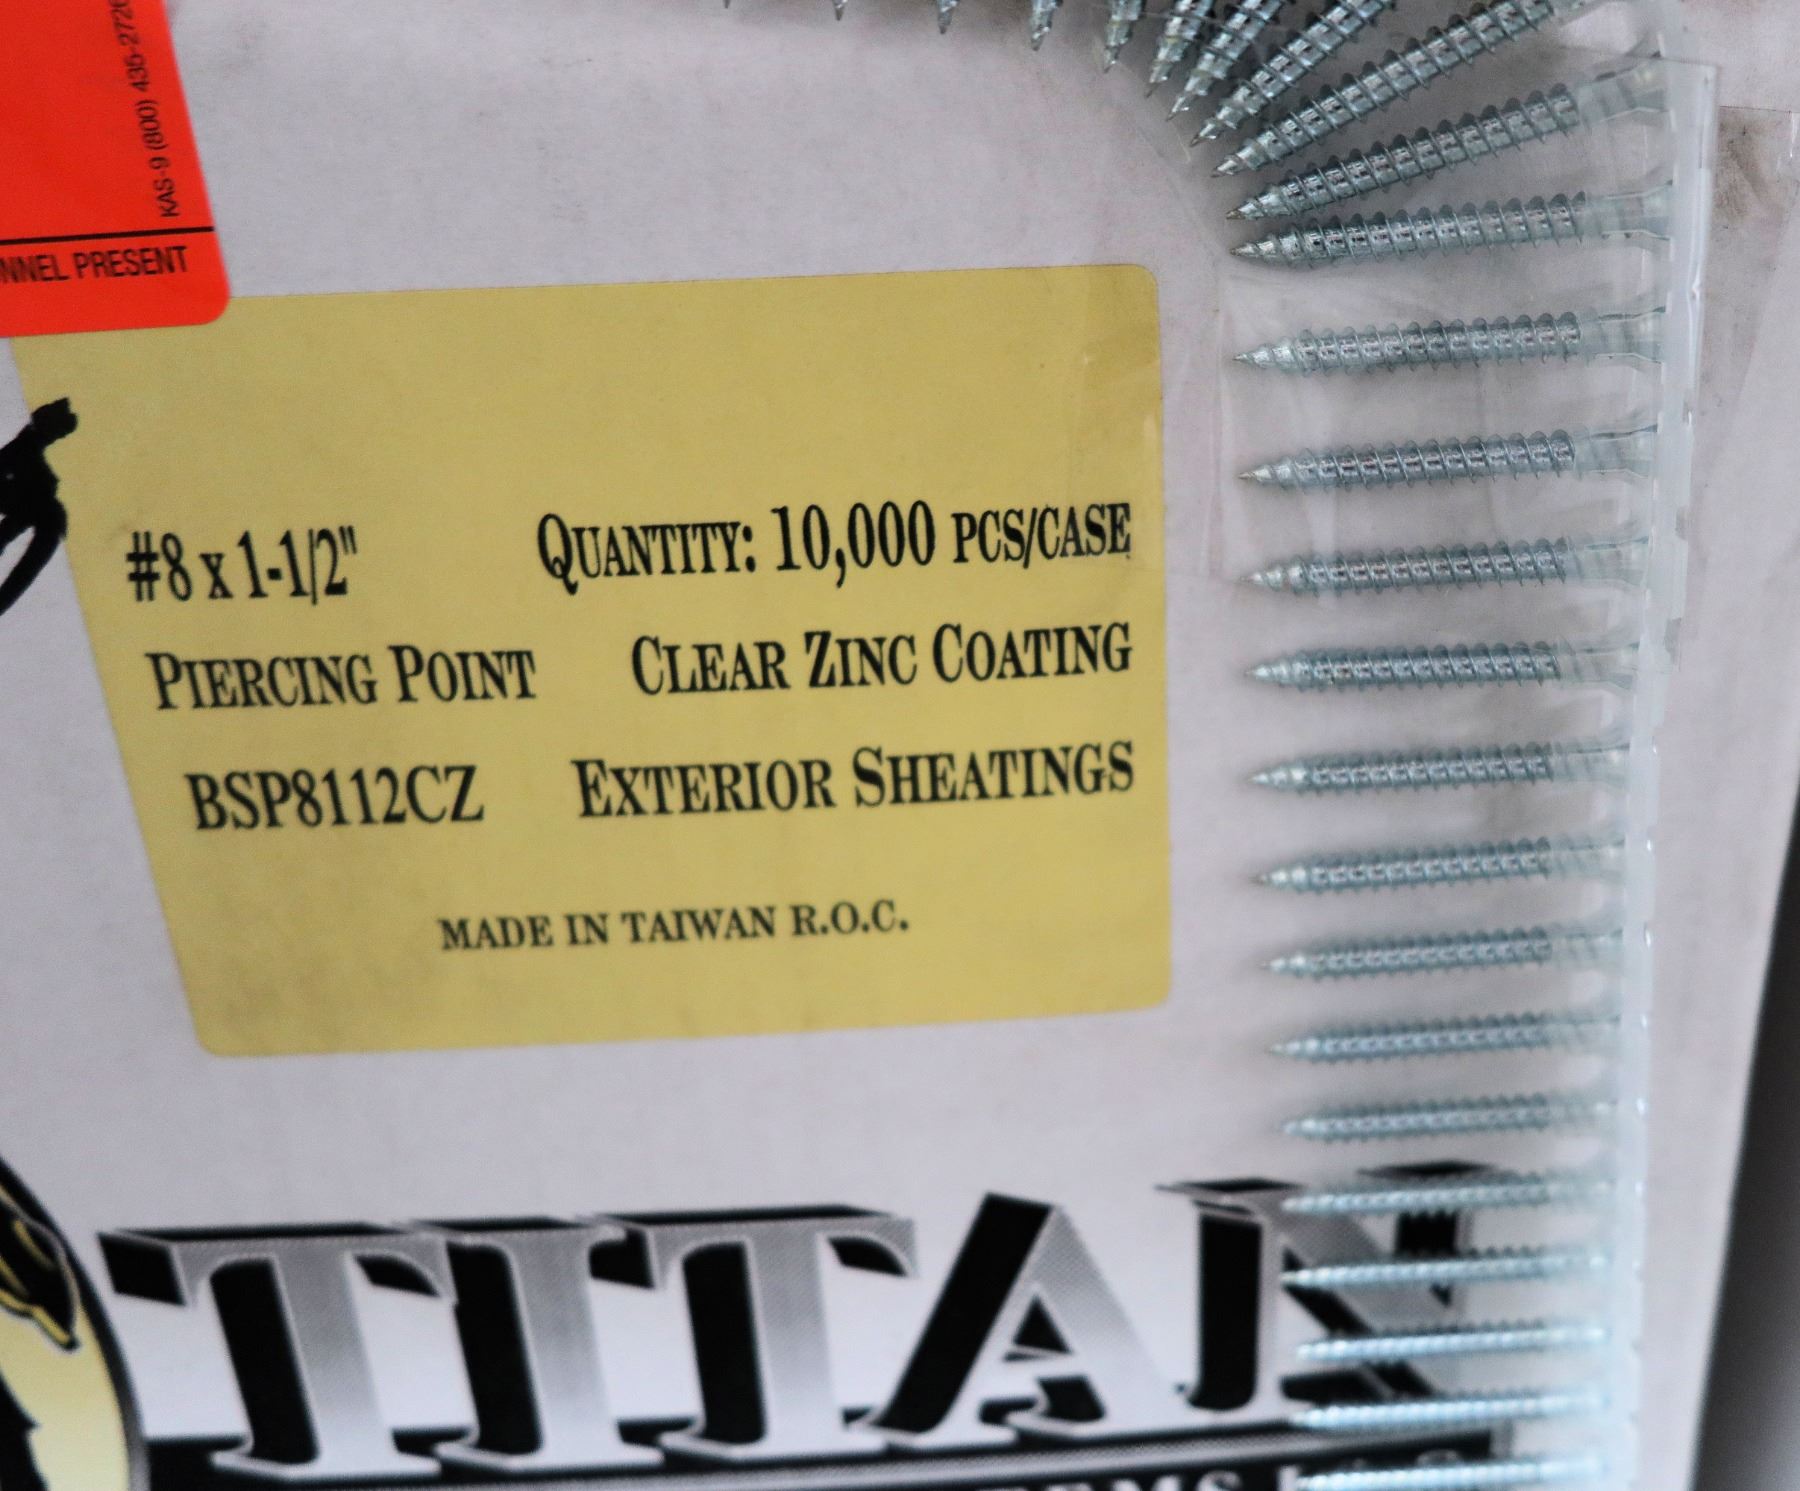 KAS-9 (800) 435-272
PRESENT
#8 x 1-1/2" QUANTITY: 10,000 PCS/CASE
PIERCING POINT CLEAR ZINC COATING
BSP8112CZ EXTERIOR SHEATINGS
MADE IN TAIWAN R.O.C.
TITAN